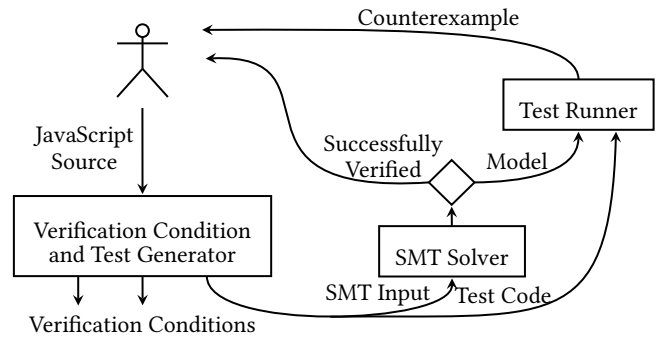 Counterexample
Test Runner
JavaScript
Source
Successfully
Verified
Model
Verification Condition
and Test Generator
SMT Solver
SMT Input
Test Code
Verification Conditions